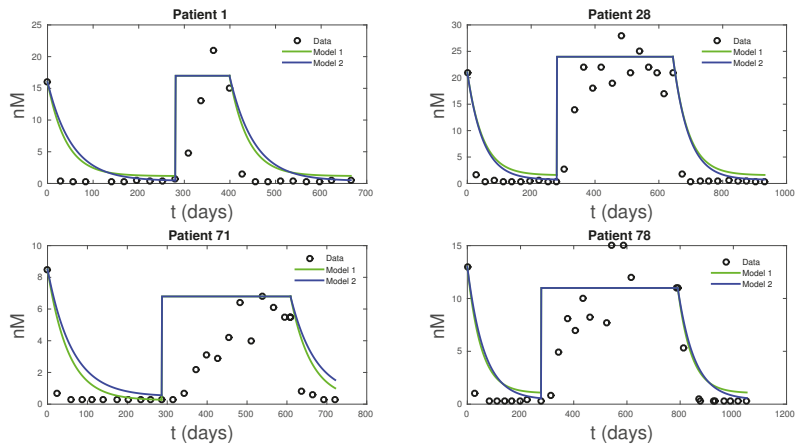 Patient 1
25
20
15
10
5
0
nM
Data
Model 1
Model 2
0 100 200 300 400 500 600 700
t (days)
Patient 28
30
25
20
15
10
5
0
nM
Data
Model 1
Model 2
0 200 400 600 800 1000
t (days)
Patient 71
10
8
6
4
2
0
nM
Data
Model 1
Model 2
0 100 200 300 400 500 600 700 800
t (days)
Patient 78
15
10
5
0
nM
Data
Model 1
Model 2
0 200 400 600 800 1000 1200
t (days)